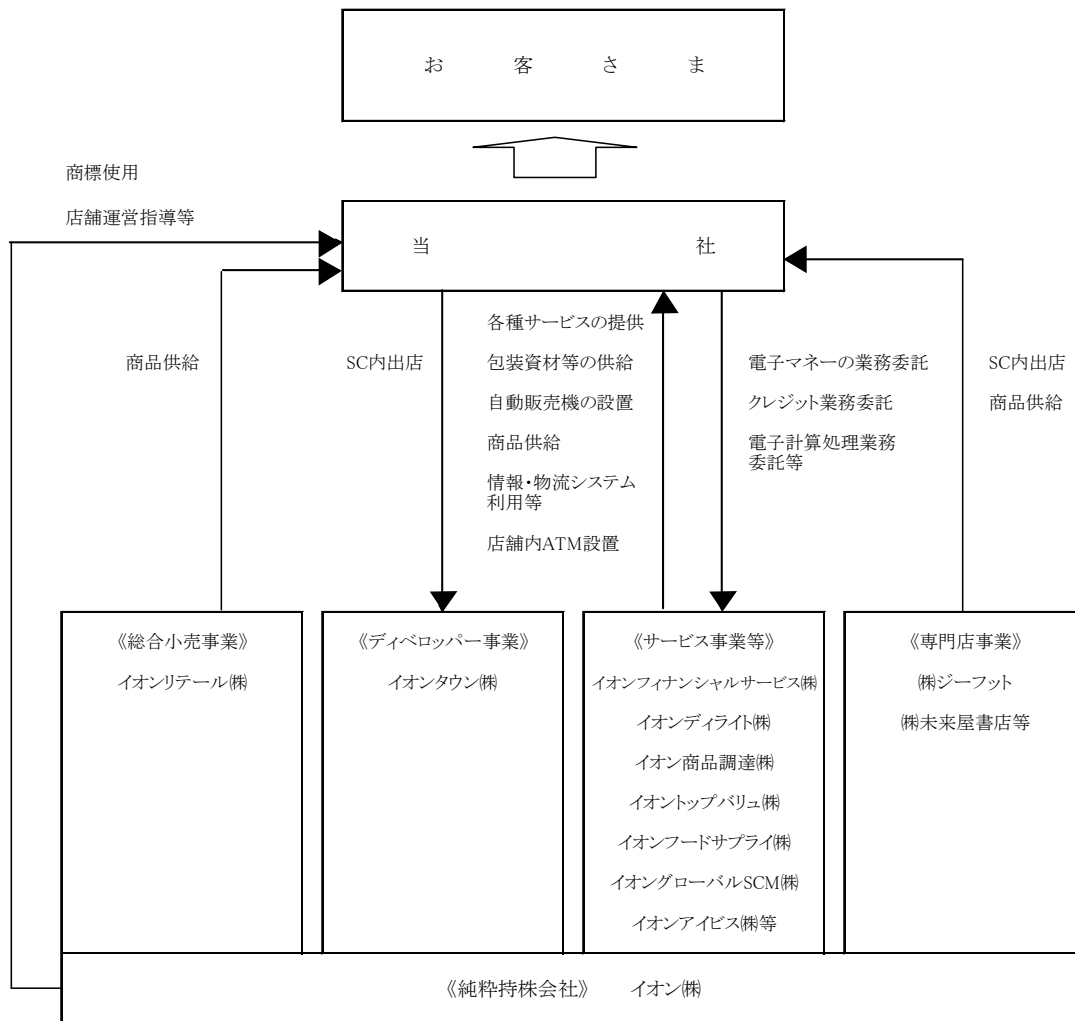 お客さま
商標使用
店舗運営指導等
当社
商品供給
SC内出店
各種サービスの提供
包装資材等の供給
自動販売機の設置
商品供給
情報・物流システム
利用等
店舗内ATM設置
電子マネーの業務委託
クレジット業務委託
電子計算処理業務
委託等
SC内出店
商品供給
《総合小売事業》
イオンリテール㈱
《ディベロッパー事業》
イオンタウン㈱
《サービス事業等》
イオンフィナンシャルサービス㈱
イオンディライト㈱
イオン商品調達㈱
イオントップバリュ㈱
イオンフードサプライ㈱
イオングローバルSCM㈱
イオンアイビス㈱等
《専門店事業》
㈱ジーフット
㈱未来屋書店等
《純粋持株会社》 イオン㈱